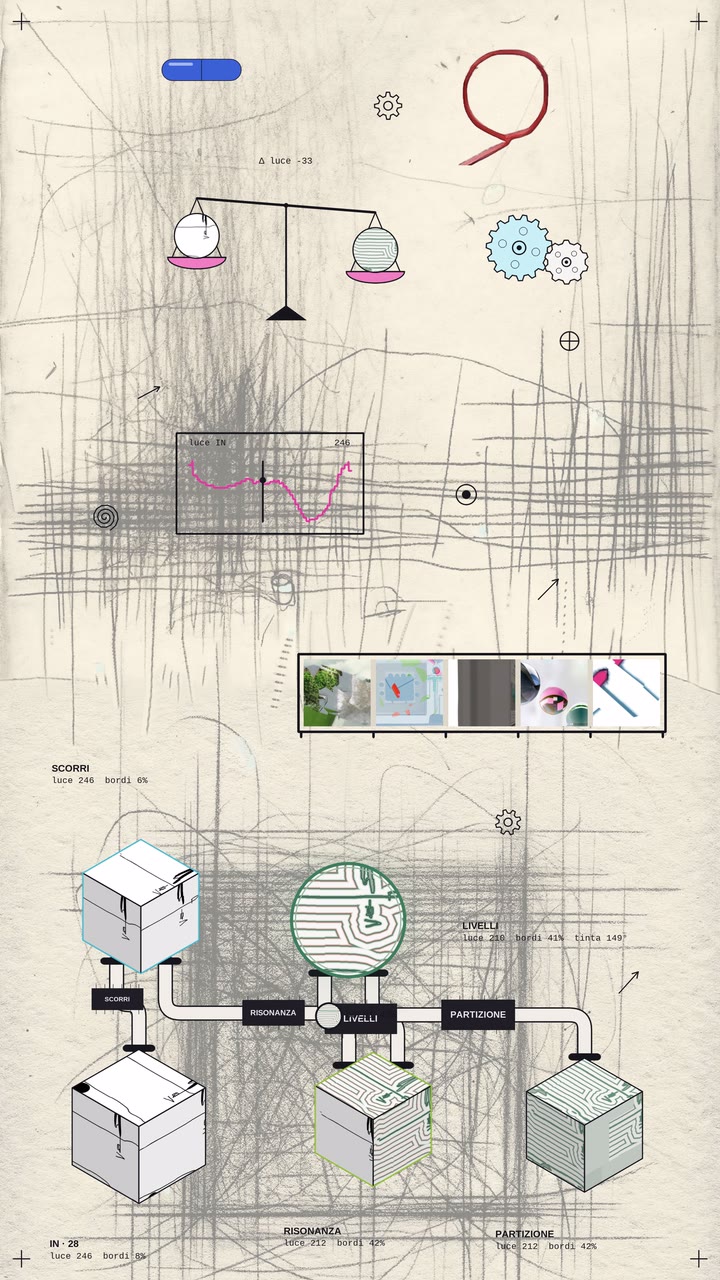 Δ luce -33
luce IN 246
SCORRI
luce 246 bordi 6%
LIVELLI
luce 216 bordi 41% tinta 149°
SCORRI
RISONANZA
LIVELLI
PARTIZIONE
RISONANZA
luce 212 bordi 42%
PARTIZIONE
luce 212 bordi 42%
IN · 28
luce 246 bordi 8%